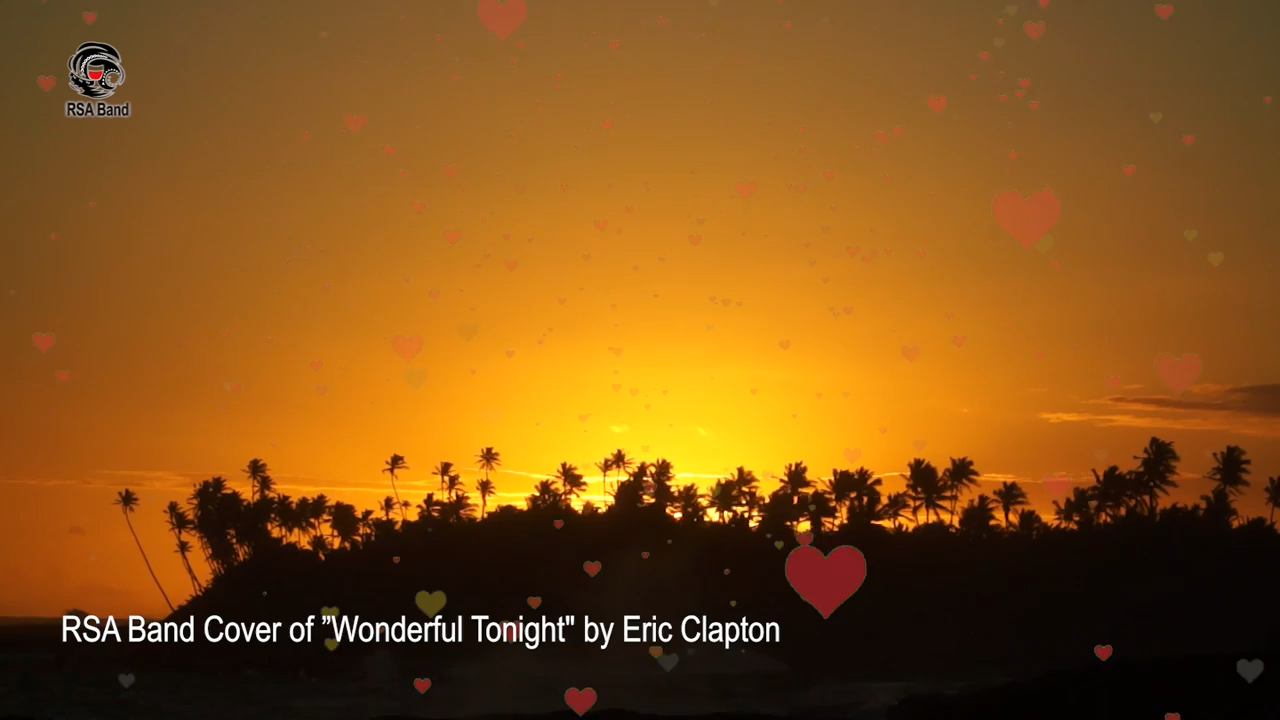 RSA Band
RSA Band Cover of ”Wonderful Tonight" by Eric Clapton